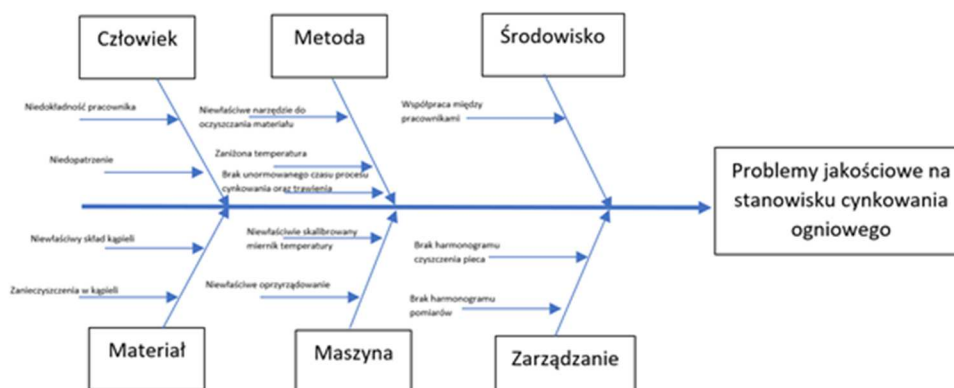 Człowiek
Metoda
Środowisko
Niedokładność pracownika
Niewłaściwe narzędzie do
oczyszczania materiału
Współpraca między
pracownikami
Niedopatrzenie
Zaniżona temperatura
Brak unormowanego czasu procesu
cynkowania oraz trawienia
Problemy jakościowe na
stanowisku cynkowania
ogniowego
Niewłaściwy skład kąpieli
Niewłaściwie skalibrowany
miernik temperatury
Brak harmonogramu
czyszczenia pieca
Zanieczyszczenia w kąpieli
Niewłaściwe oprzyrządowanie
Brak harmonogramu
pomiarów
Materiał
Maszyna
Zarządzanie